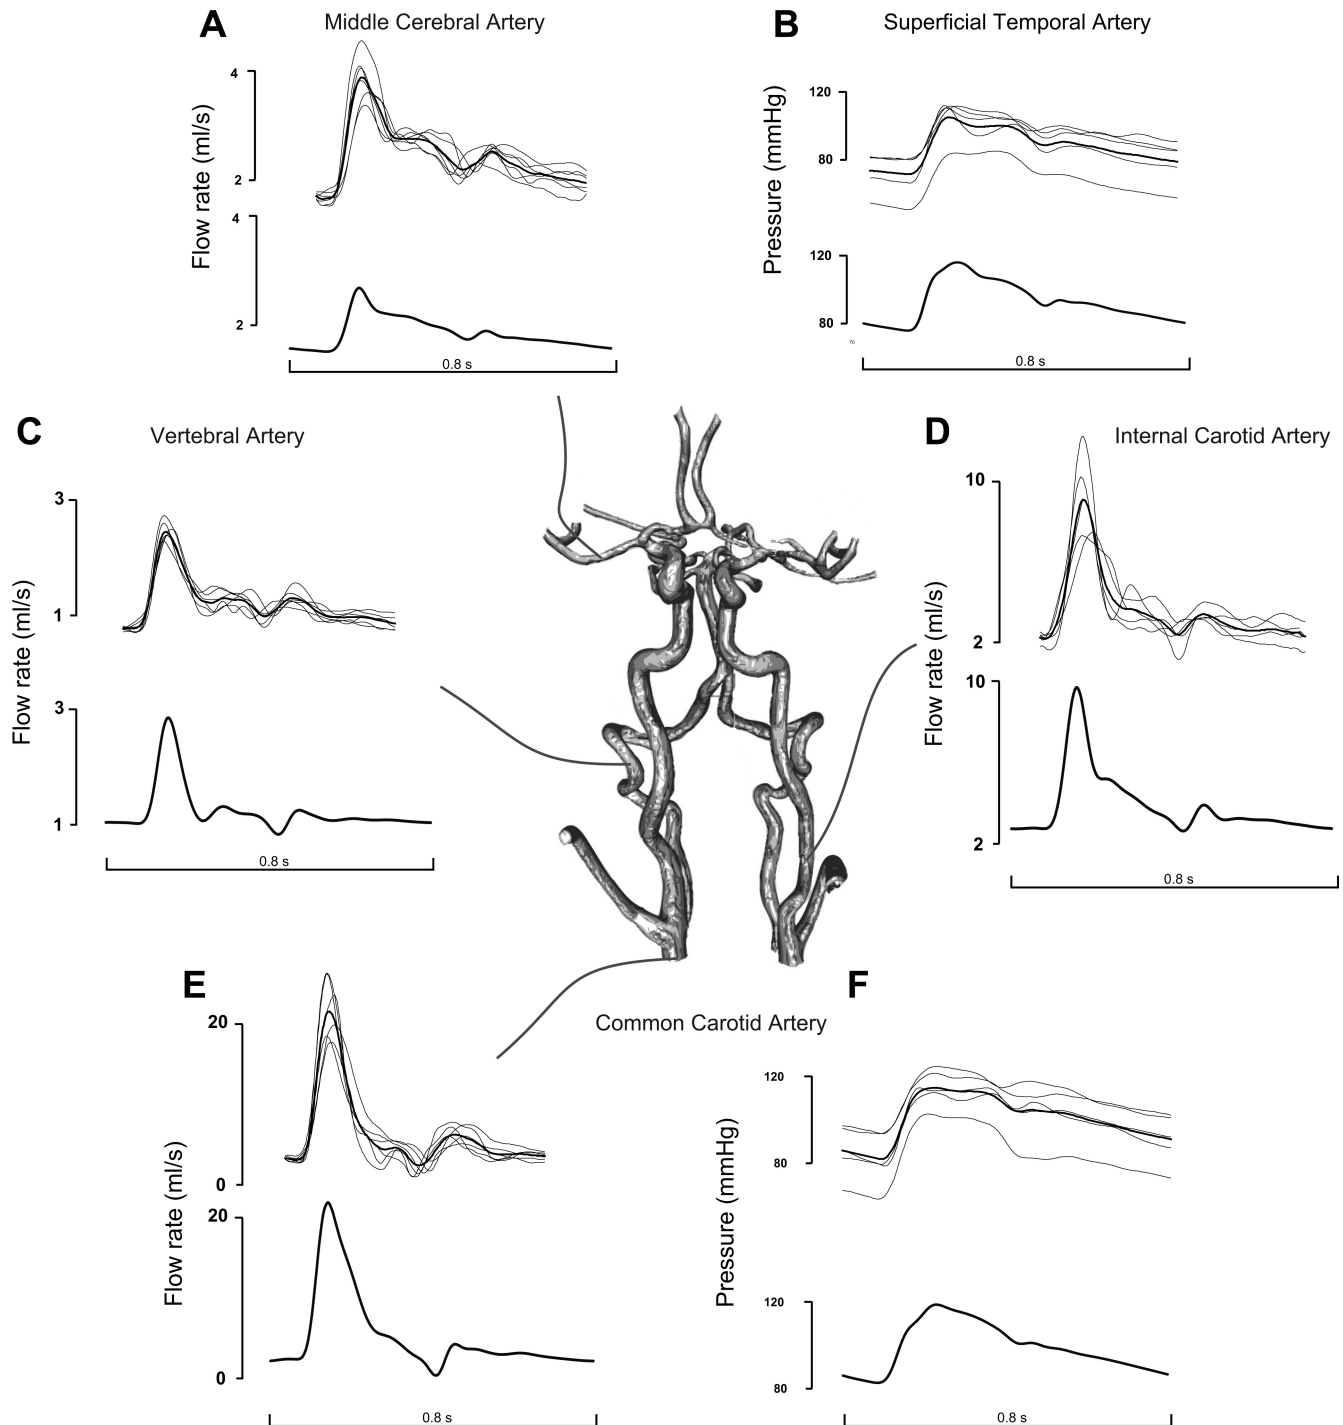 A Middle Cerebral Artery
B Superficial Temporal Artery
4
Flow rate (ml/s)
2
4
2
0.8 s
120
Pressure (mmHg)
80
120
80
70
0.8 s
C Vertebral Artery
3
1
Flow rate (ml/s)
3
1
0.8 s
D Internal Carotid Artery
10
2
Flow rate (ml/s)
10
2
0.8 s
E
F
Common Carotid Artery
20
0
Flow rate (ml/s)
20
0
0.8 s
120
80
Pressure (mmHg)
120
80
0.8 s